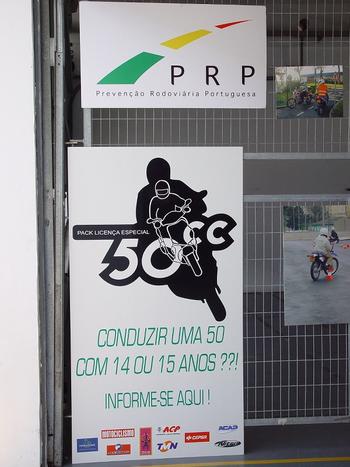 PRP
Prevenção Rodoviária Portuguesa
PACK LICENÇA ESPECIAL
50CC
CONDUZIR UMA 50
COM 14 OU 15 ANOS ??!
INFORME-SE AQUI !
MOTOCICLISMO
ACP
CEPSA
ACAP